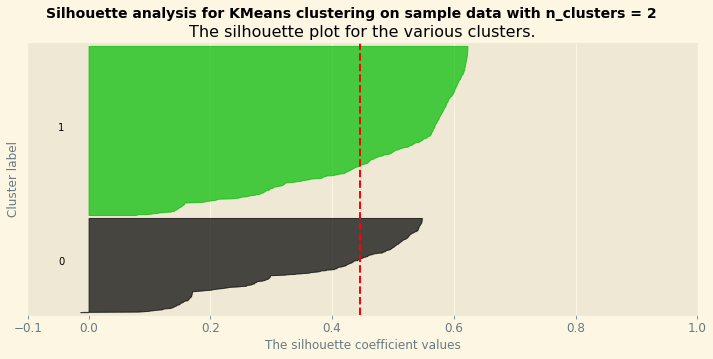 Silhouette analysis for KMeans clustering on sample data with n_clusters = 2
The silhouette plot for the various clusters.
Cluster label
1
0
−0.1 0.0 0.2 0.4 0.6 0.8 1.0
The silhouette coefficient values